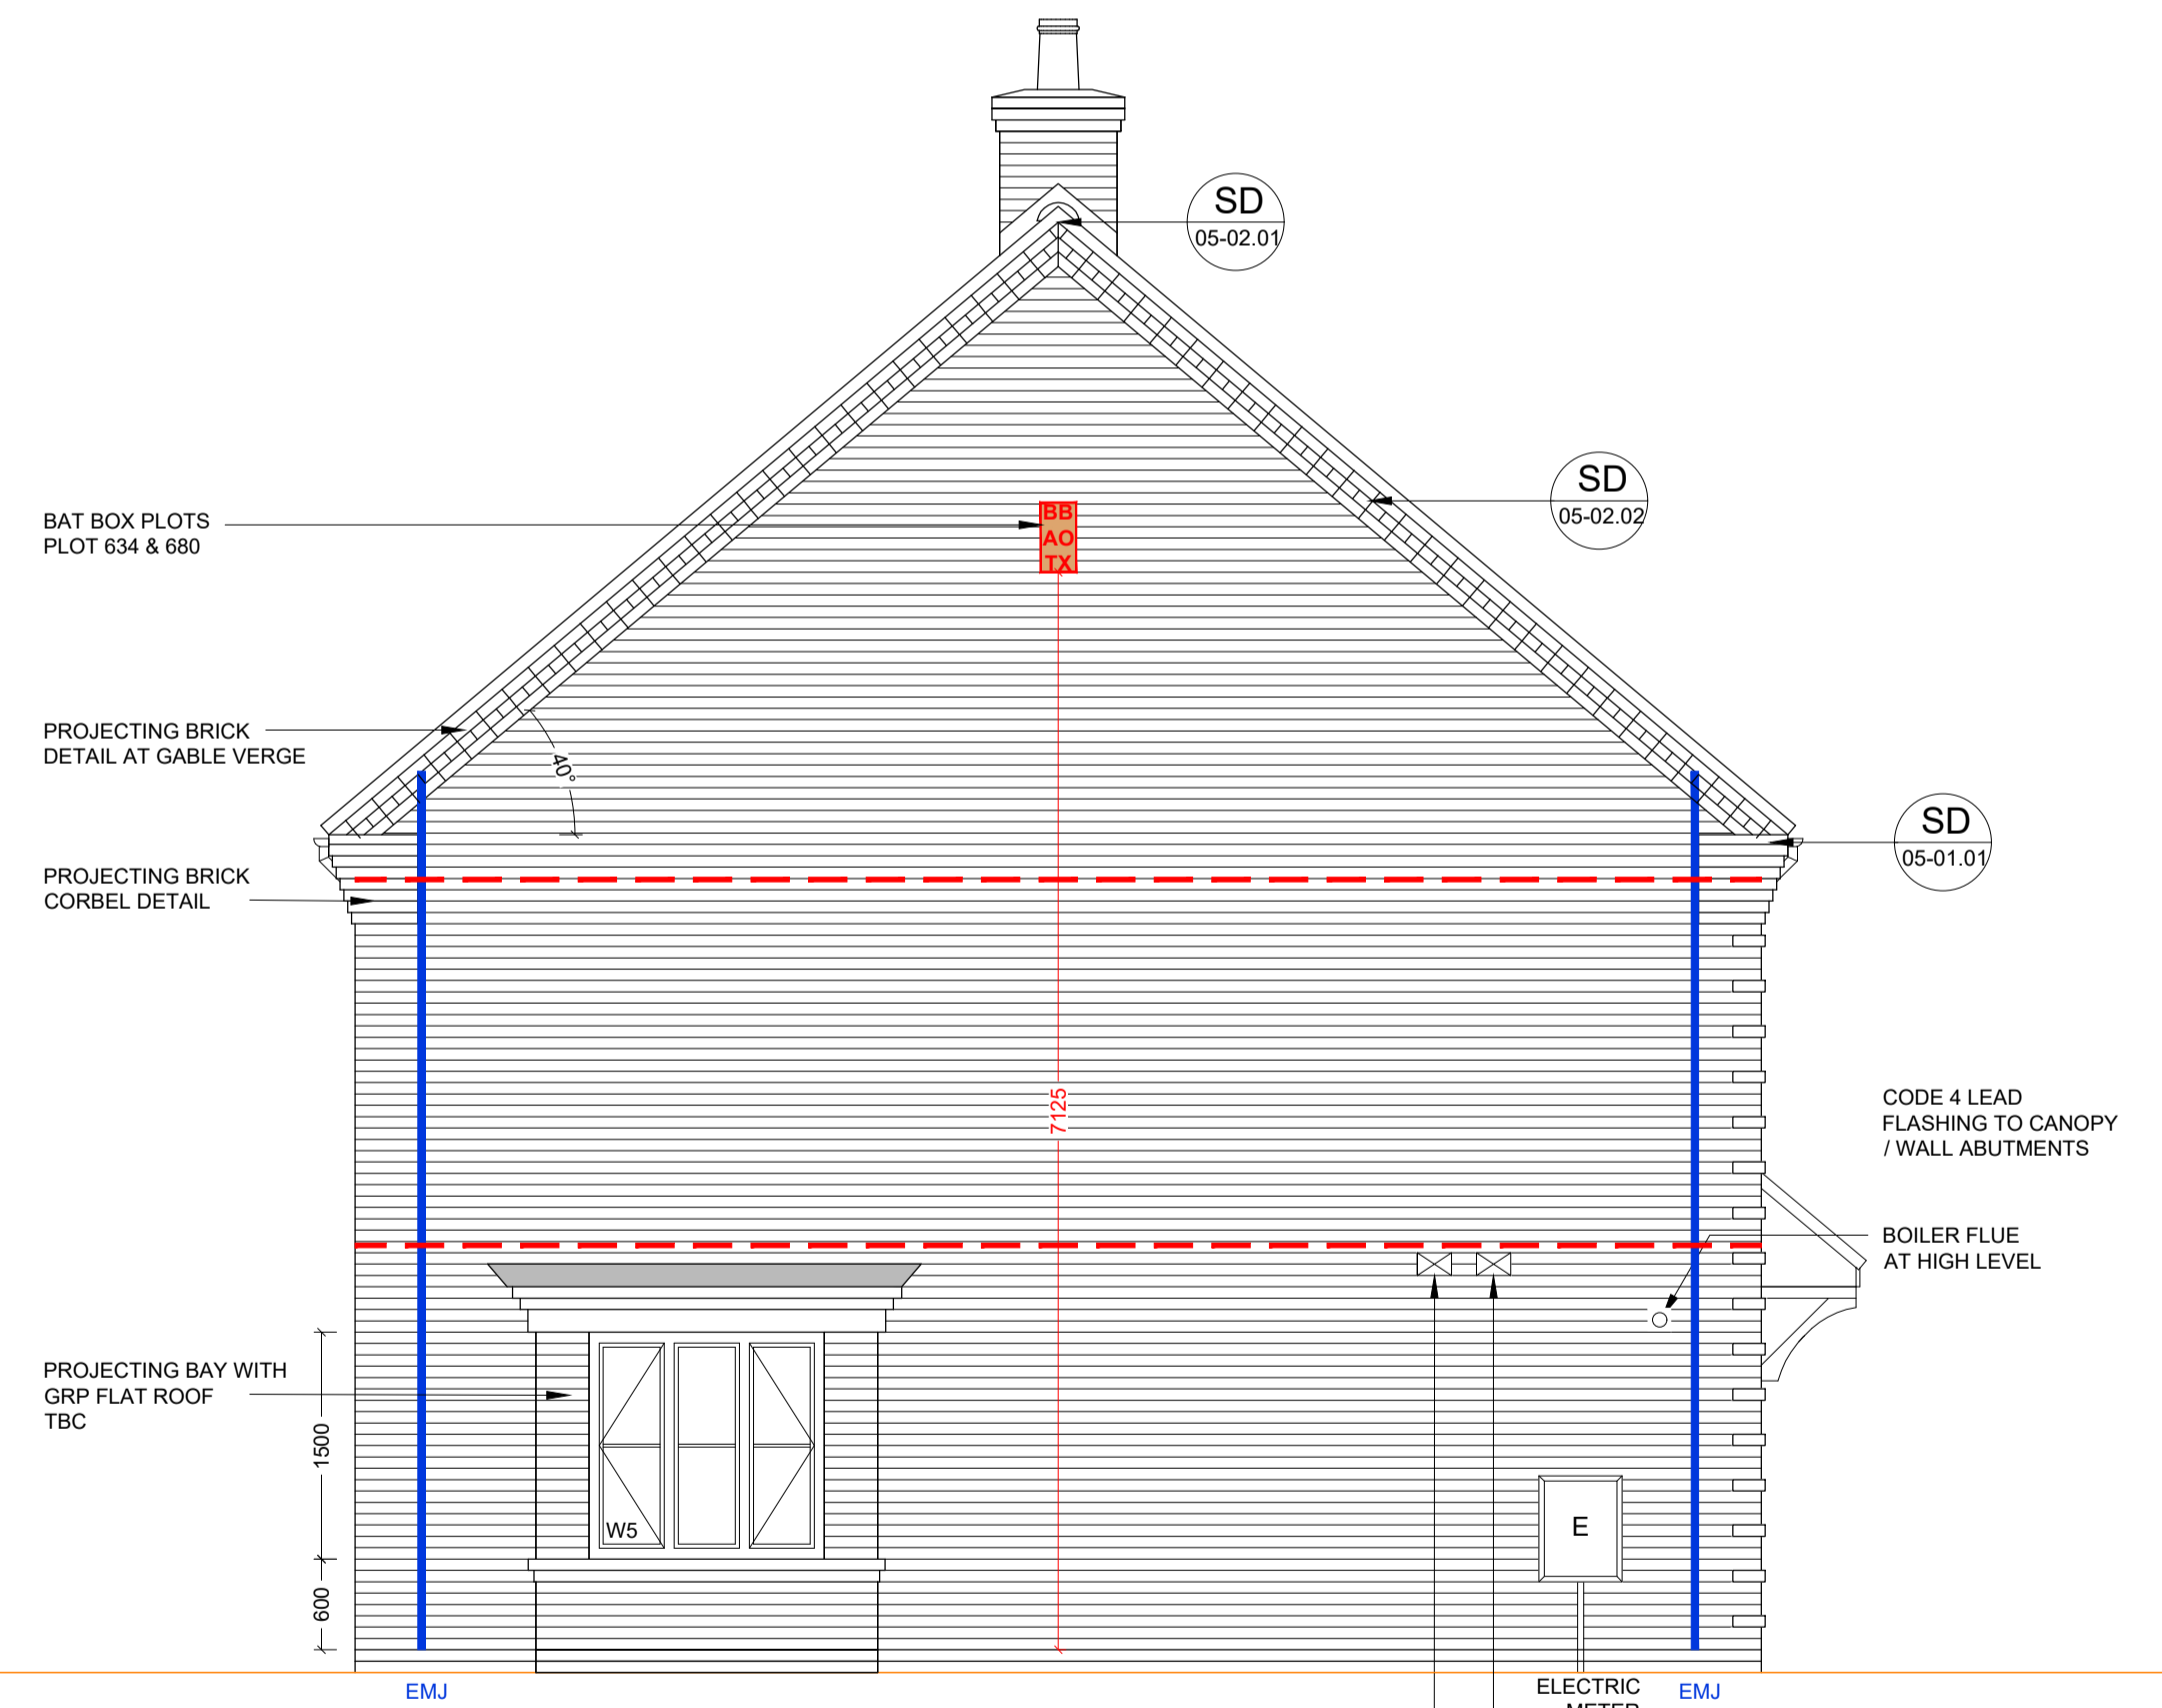 SD
05-02.01
SD
05-02.02
BAT BOX PLOTS
PLOT 634 & 680
BB
AO
TX
PROJECTING BRICK
DETAIL AT GABLE VERGE
40°
SD
05-01.01
PROJECTING BRICK
CORBEL DETAIL
7125
CODE 4 LEAD
FLASHING TO CANOPY
/ WALL ABUTMENTS
BOILER FLUE
AT HIGH LEVEL
PROJECTING BAY WITH
GRP FLAT ROOF
TBC
1500
W5
E
600
EMJ
ELECTRIC
METER
EMJ